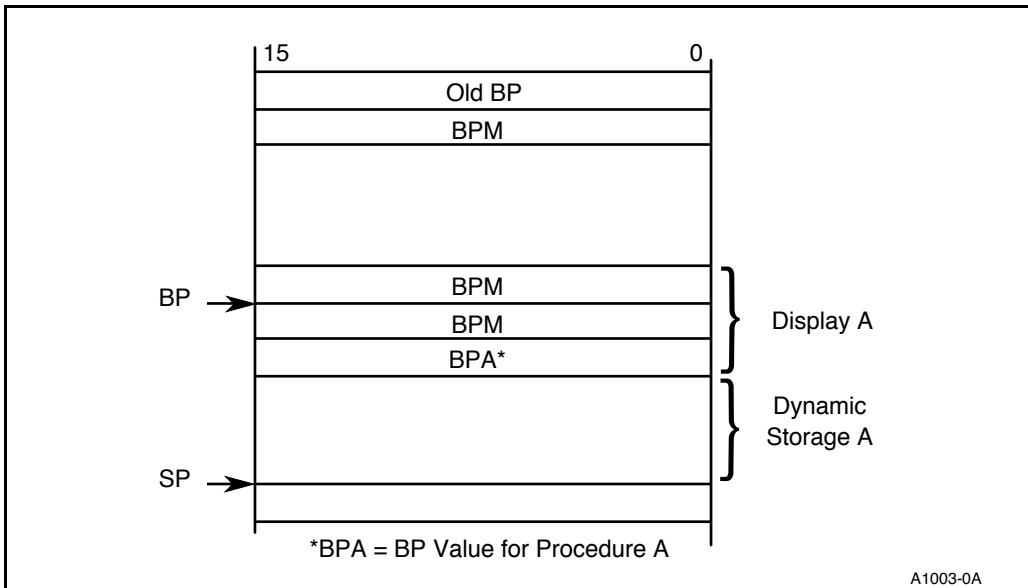 15 0
Old BP
BPM
BPM
BP
BPM
Display A
BPA*
Dynamic
Storage A
SP
*BPA = BP Value for Procedure A
A1003-0A